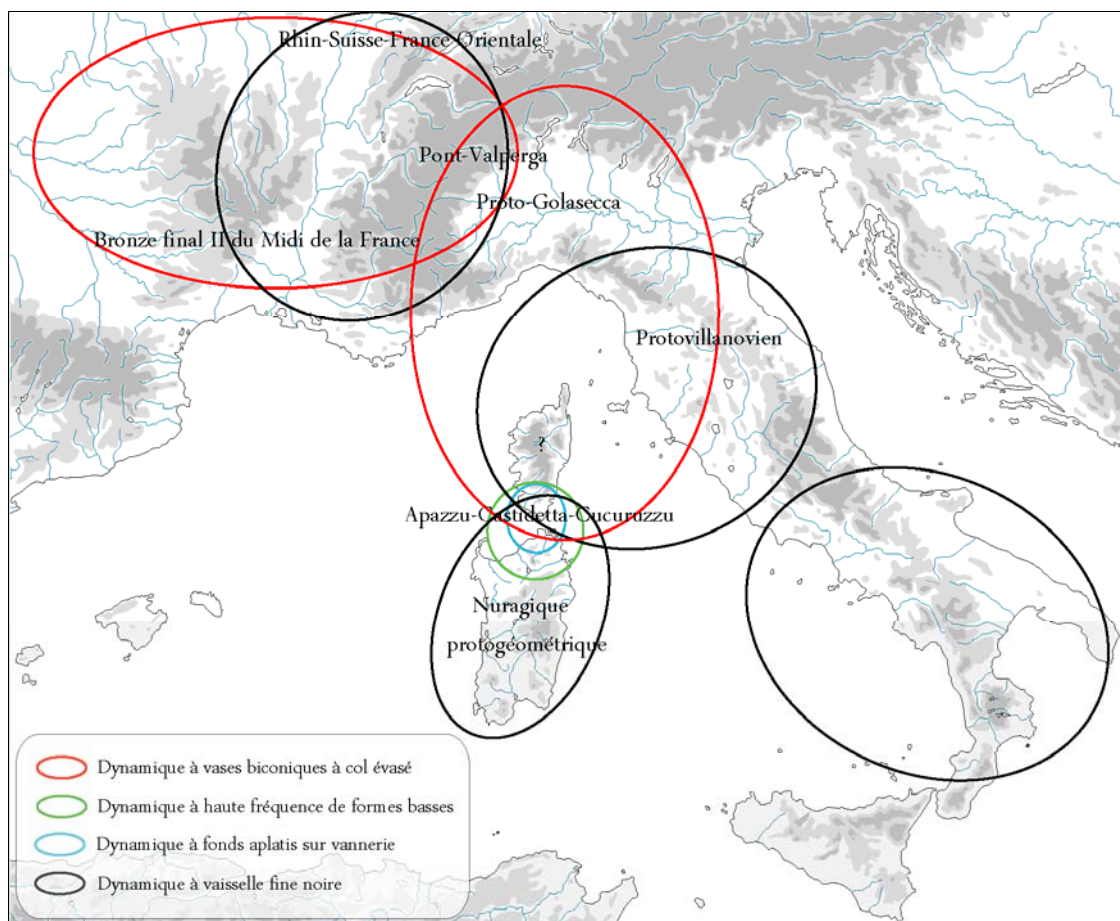 Rhin-Suisse-France Orientale
Pont-Valperga
Proto-Golasecca
Bronze final II du Midi de la France
Protovillanovien
?
Apazzu-Castidetta-Cucuruzzu
Nuragique
protogéométrique
Dynamique à vases biconiques à col évasé
Dynamique à haute fréquence de formes basses
Dynamique à fonds aplatis sur vannerie
Dynamique à vaisselle fine noire